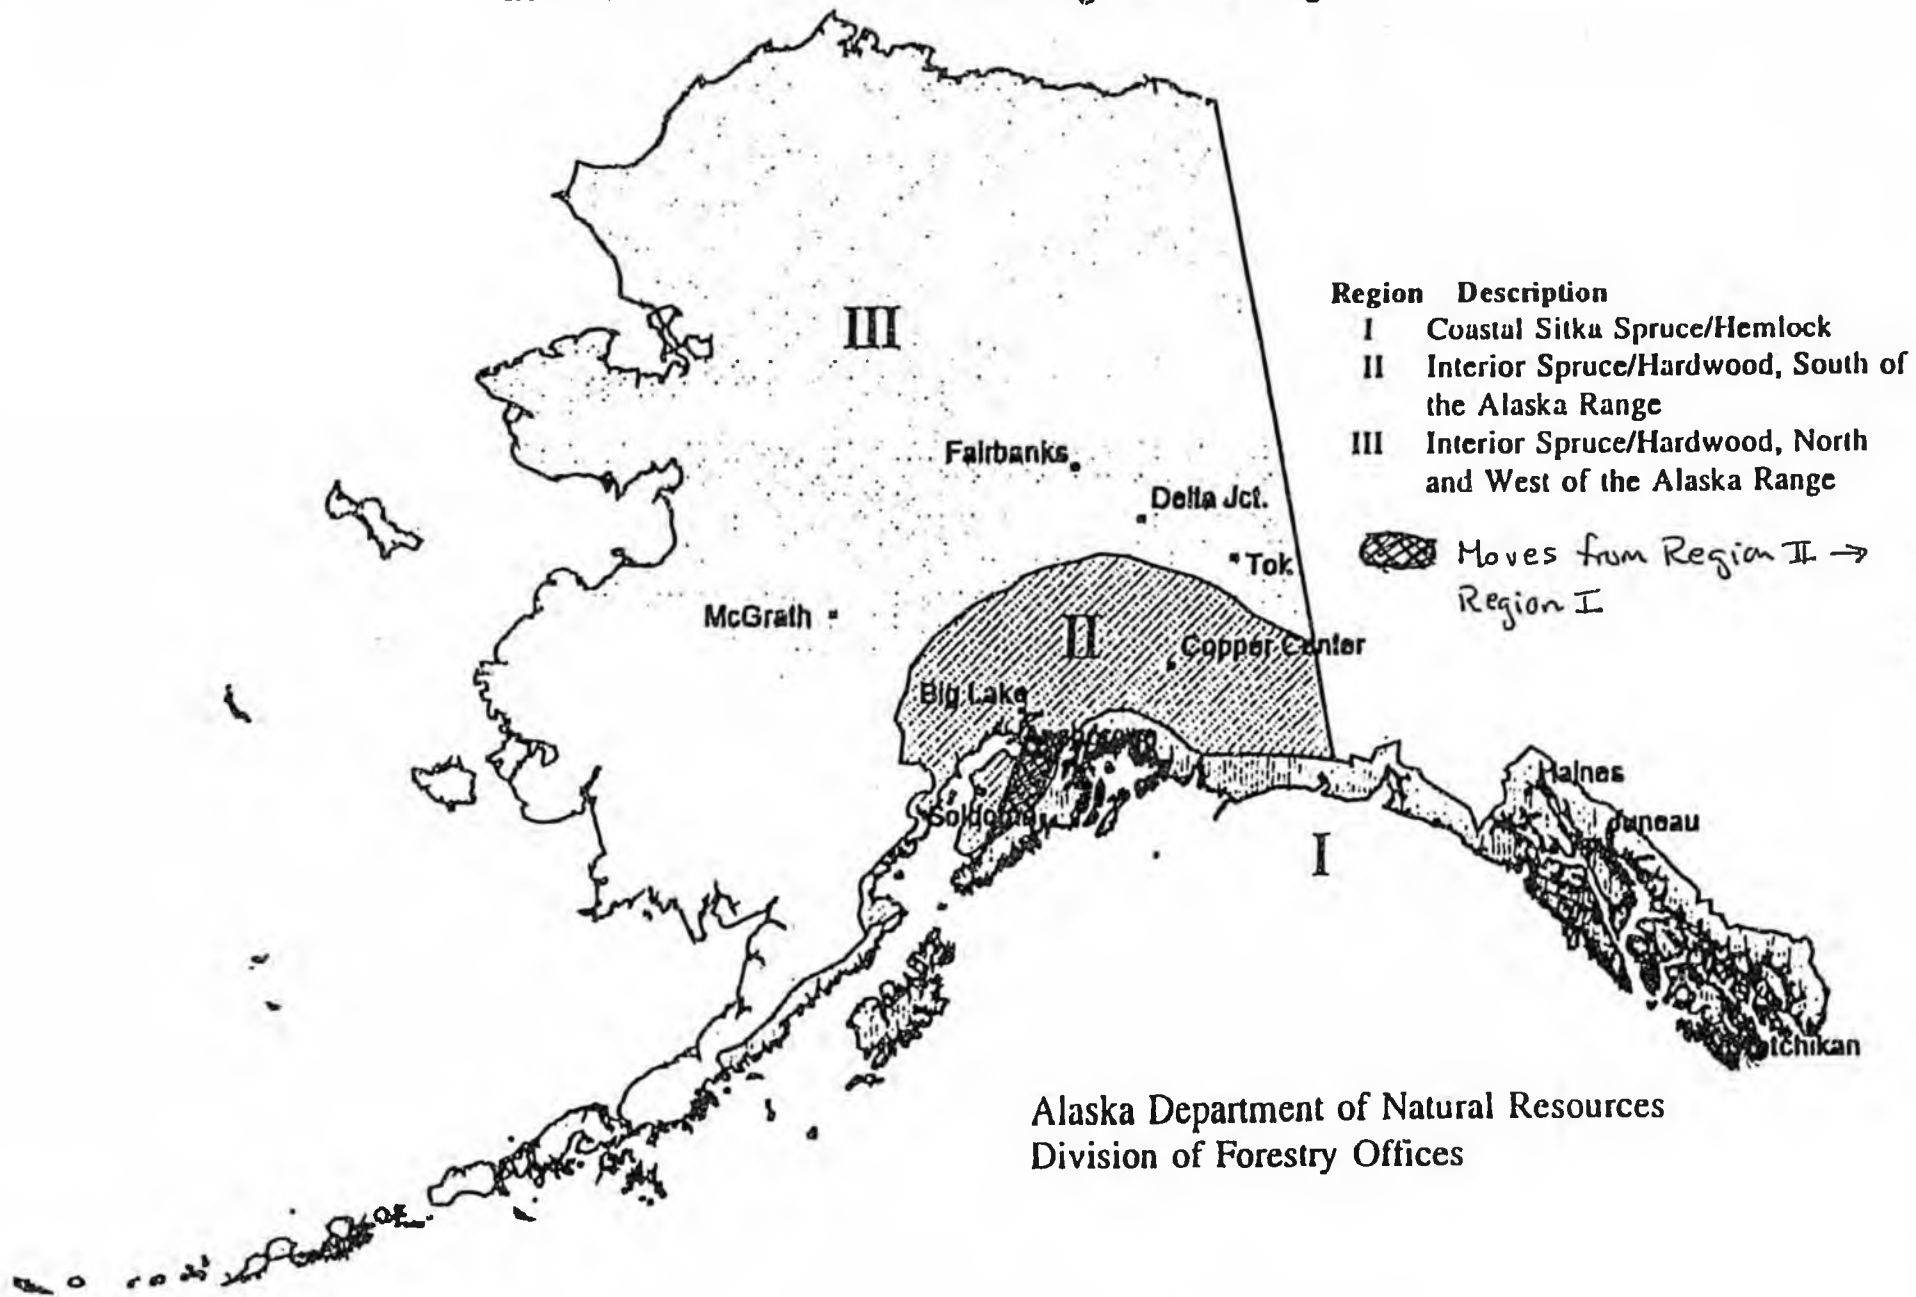 III
Region Description
I Coastal Sitka Spruce/Hemlock
II Interior Spruce/Hardwood, South of
the Alaska Range
III Interior Spruce/Hardwood, North
and West of the Alaska Range
Moves from Region II →
Region I
Fairbanks
Delta Jct.
Tok
McGrath
II
Copper Center
Big Lake
Haines
Juneau
I
Alaska Department of Natural Resources
Division of Forestry Offices